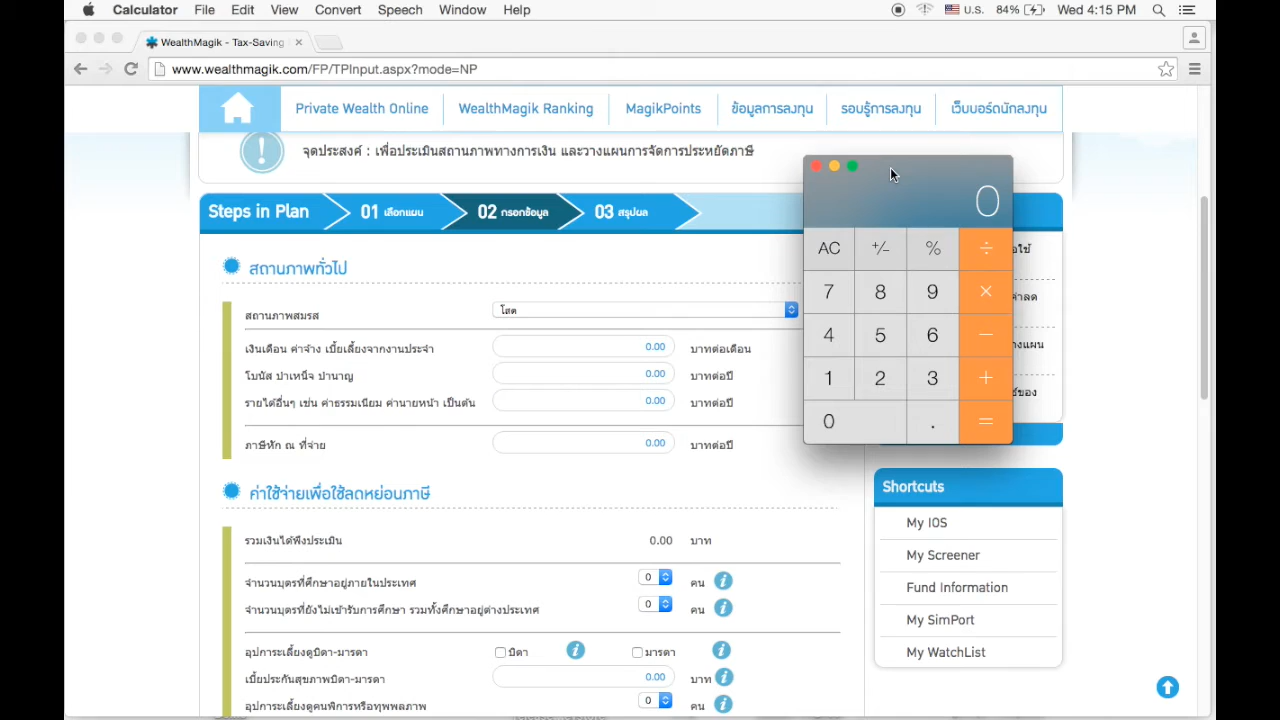 Calculator File Edit View Convert Speech Window Help U.S. 84% Wed 4:15 PM
WealthMagik - Tax-Saving
www.wealthmagik.com/FP/TPInput.aspx?mode=NP
Private Wealth Online WealthMagik Ranking MagikPoints ข้อมูลการลงทุน รอบรู้การลงทุน เว็บบอร์ดนักลงทุน
จุดประสงค์ : เพื่อประเมินสถานภาพทางการเงิน และวางแผนการจัดการประหยัดภาษี
Steps in Plan 01 เลือกแผน 02 กรอกข้อมูล 03 สรุปผล
0
AC +/- % ÷
7 8 9 ×
4 5 6 −
1 2 3 +
0 . =
สถานภาพทั่วไป
สถานภาพสมรส โสด
เงินเดือน ค่าจ้าง เบี้ยเลี้ยงจากงานประจำ 0.00 บาทต่อเดือน
โบนัส บำเหน็จ บำนาญ 0.00 บาทต่อปี
รายได้อื่นๆ เช่น ค่าธรรมเนียม ค่านายหน้า เป็นต้น 0.00 บาทต่อปี
ภาษีหัก ณ ที่จ่าย 0.00 บาทต่อปี
ค่าใช้จ่ายเพื่อใช้ลดหย่อนภาษี
รวมเงินได้พึงประเมิน 0.00 บาท
จำนวนบุตรที่ศึกษาอยู่ภายในประเทศ 0 คน
จำนวนบุตรที่ยังไม่เข้ารับการศึกษา รวมทั้งศึกษาอยู่ต่างประเทศ 0 คน
อุปการะเลี้ยงดูบิดา-มารดา บิดา มารดา
เบี้ยประกันสุขภาพบิดา-มารดา 0.00 บาท
อุปการะเลี้ยงดูคนพิการหรือทุพพลภาพ 0 คน
Shortcuts
My IOS
My Screener
Fund Information
My SimPort
My WatchList